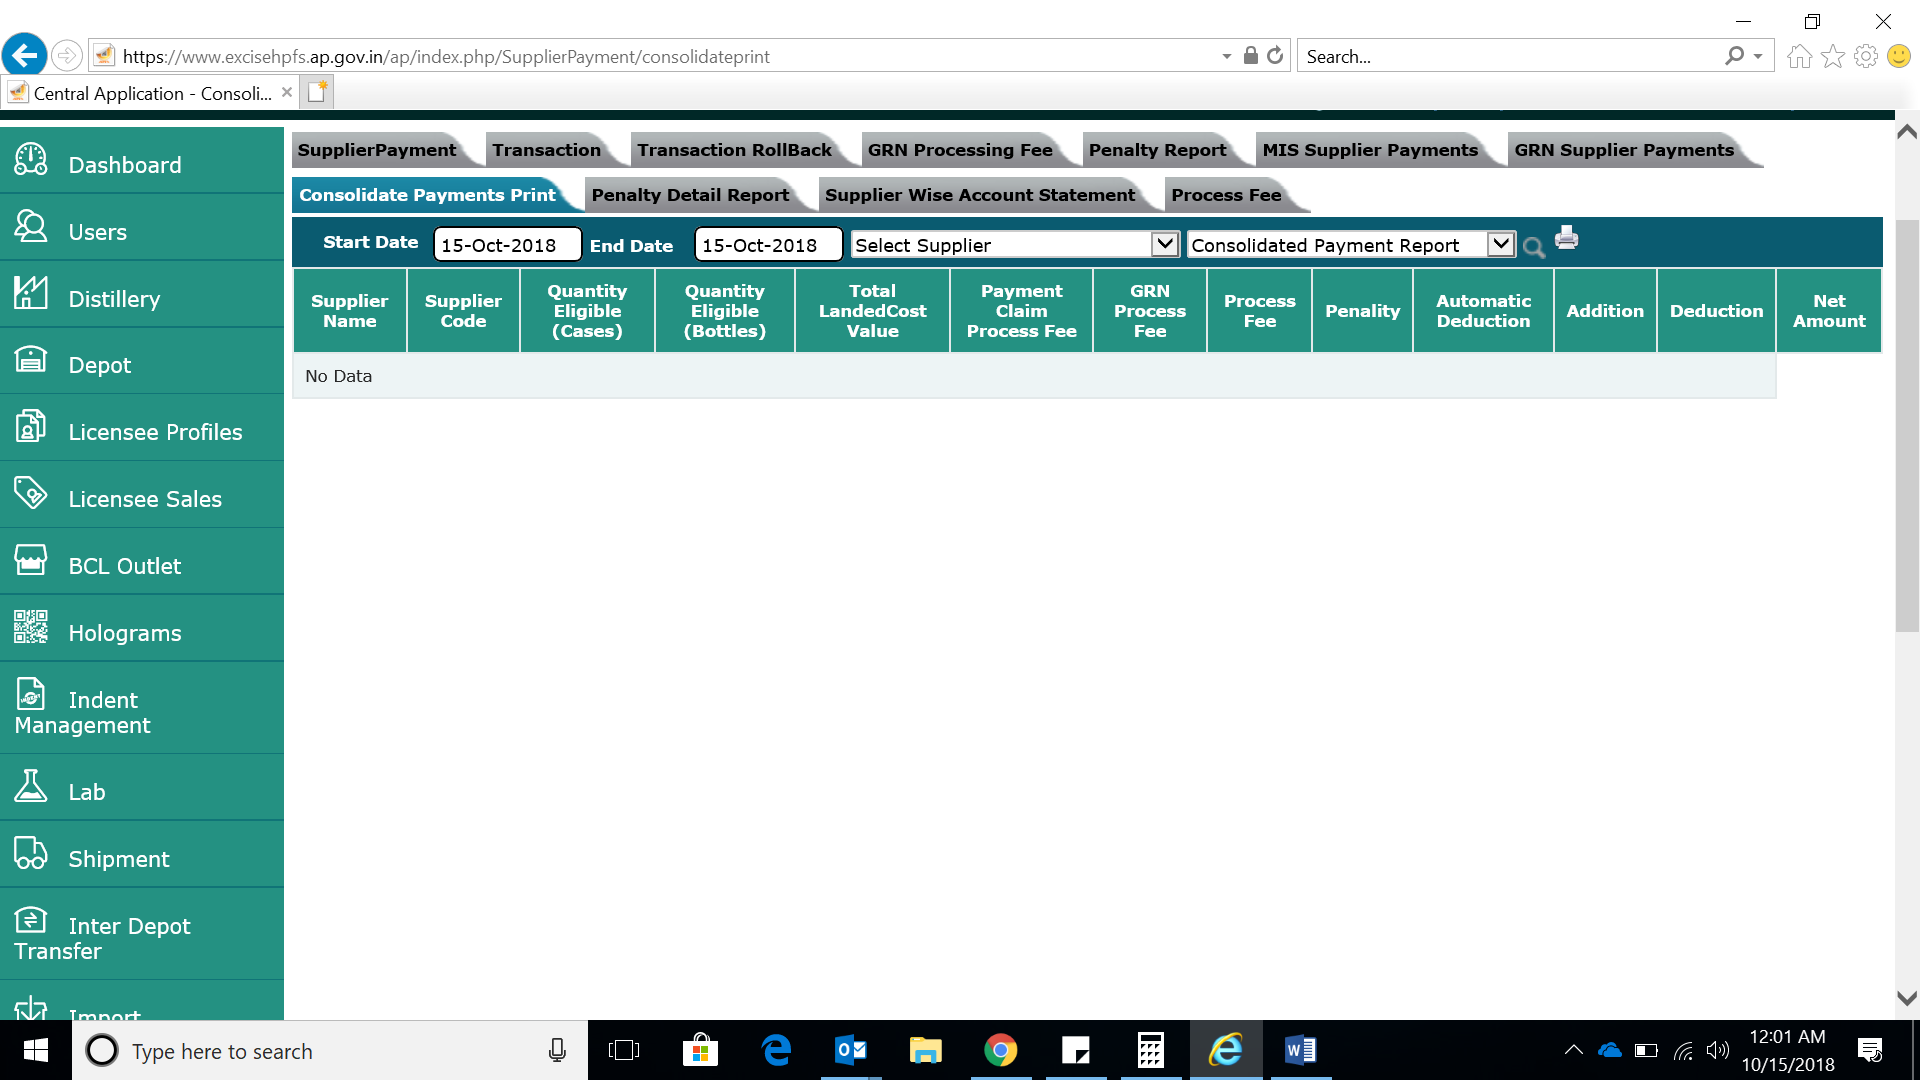 https://www.excisehpfs.ap.gov.in/ap/index.php/SupplierPayment/consolidateprint
Search...
Central Application - Consoli...
SupplierPayment Transaction Transaction RollBack GRN Processing Fee Penalty Report MIS Supplier Payments GRN Supplier Payments
Consolidate Payments Print Penalty Detail Report Supplier Wise Account Statement Process Fee
Start Date 15-Oct-2018 End Date 15-Oct-2018 Select Supplier Consolidated Payment Report
Supplier Name
Supplier Code
Quantity Eligible (Cases)
Quantity Eligible (Bottles)
Total LandedCost Value
Payment Claim Process Fee
GRN Process Fee
Process Fee
Penality
Automatic Deduction
Addition
Deduction
Net Amount
No Data
Dashboard
Users
Distillery
Depot
Licensee Profiles
Licensee Sales
BCL Outlet
Holograms
Indent
Management
Lab
Shipment
Inter Depot
Transfer
Import
Type here to search
12:01 AM
10/15/2018